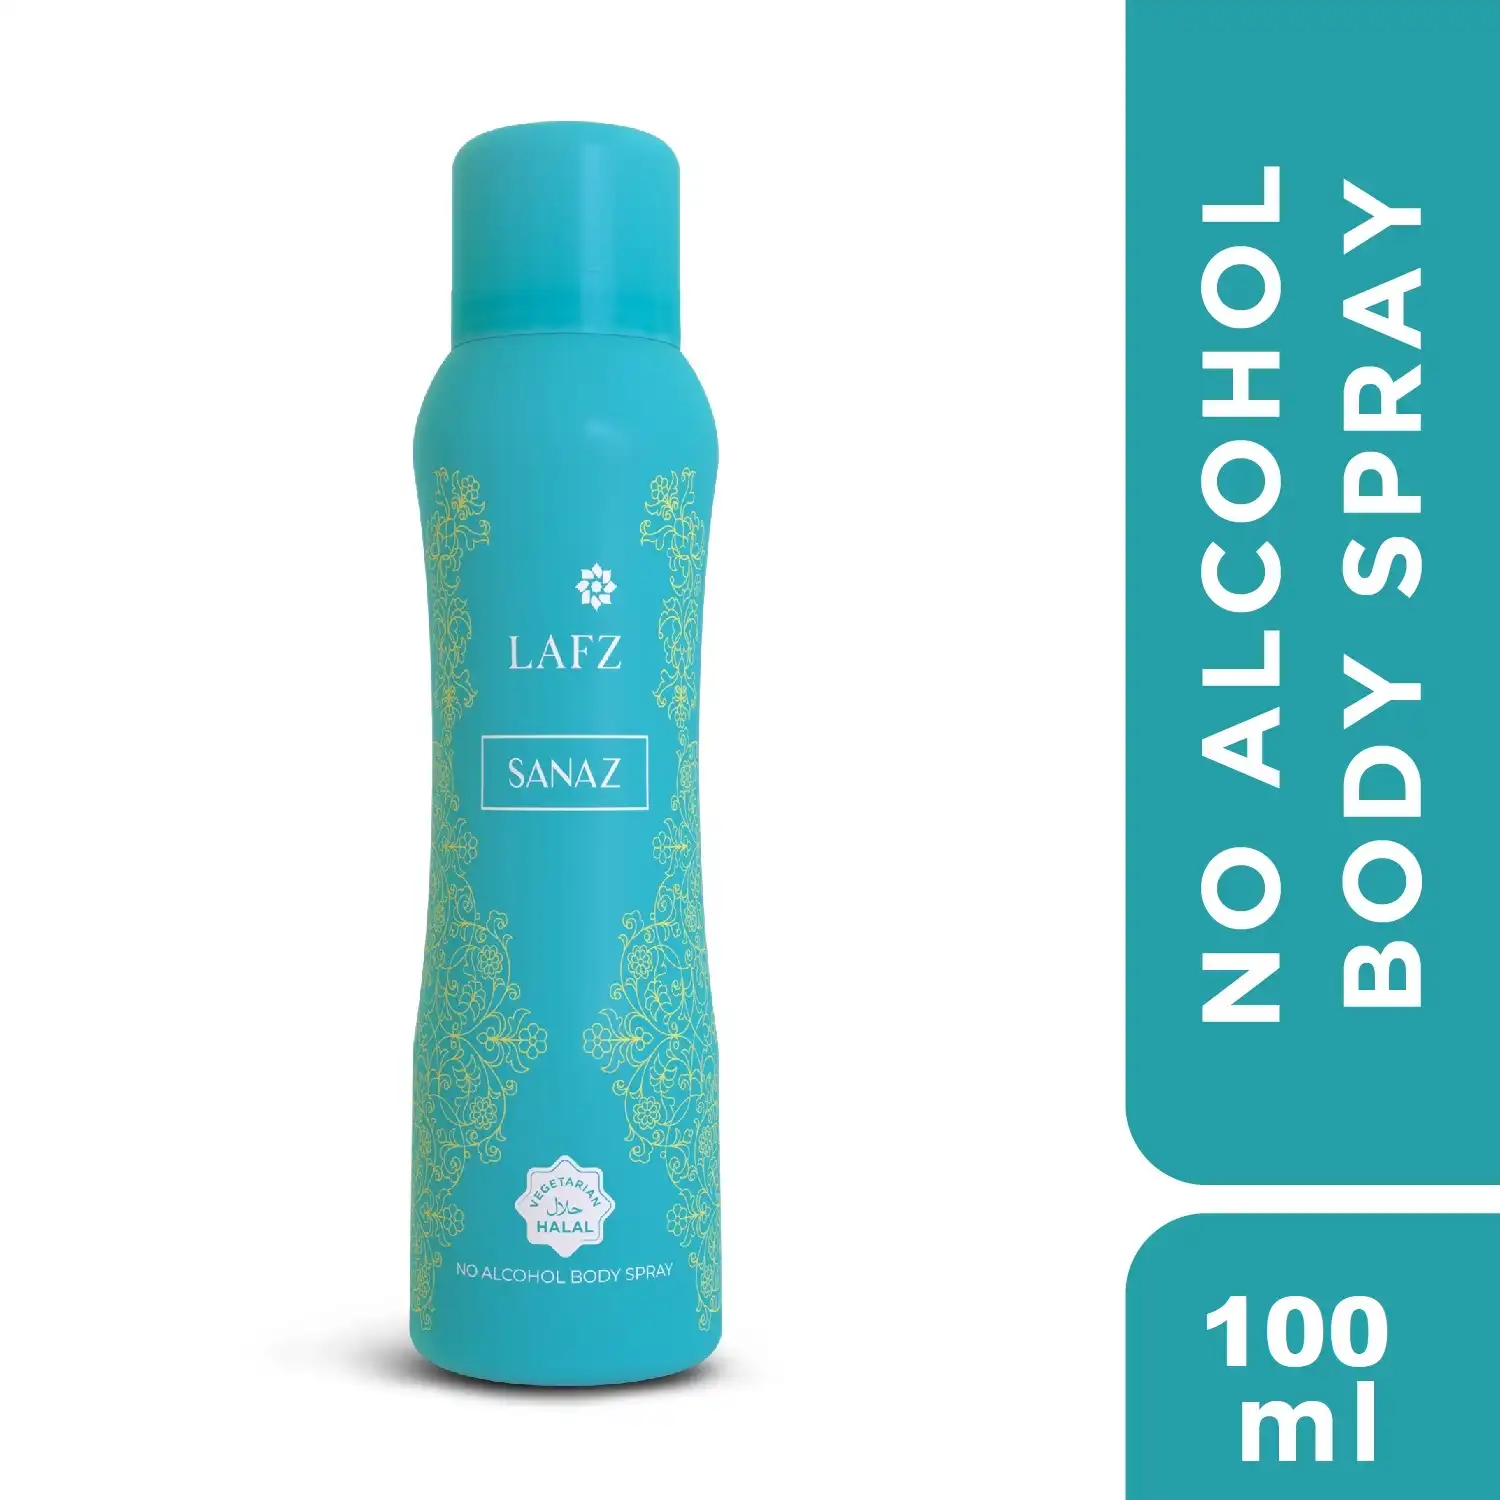 LAFZ
SANAZ
VEGETARIAN
حلال
HALAL
NO ALCOHOL BODY SPRAY
NO ALCOHOL
BODY SPRAY
100
ml